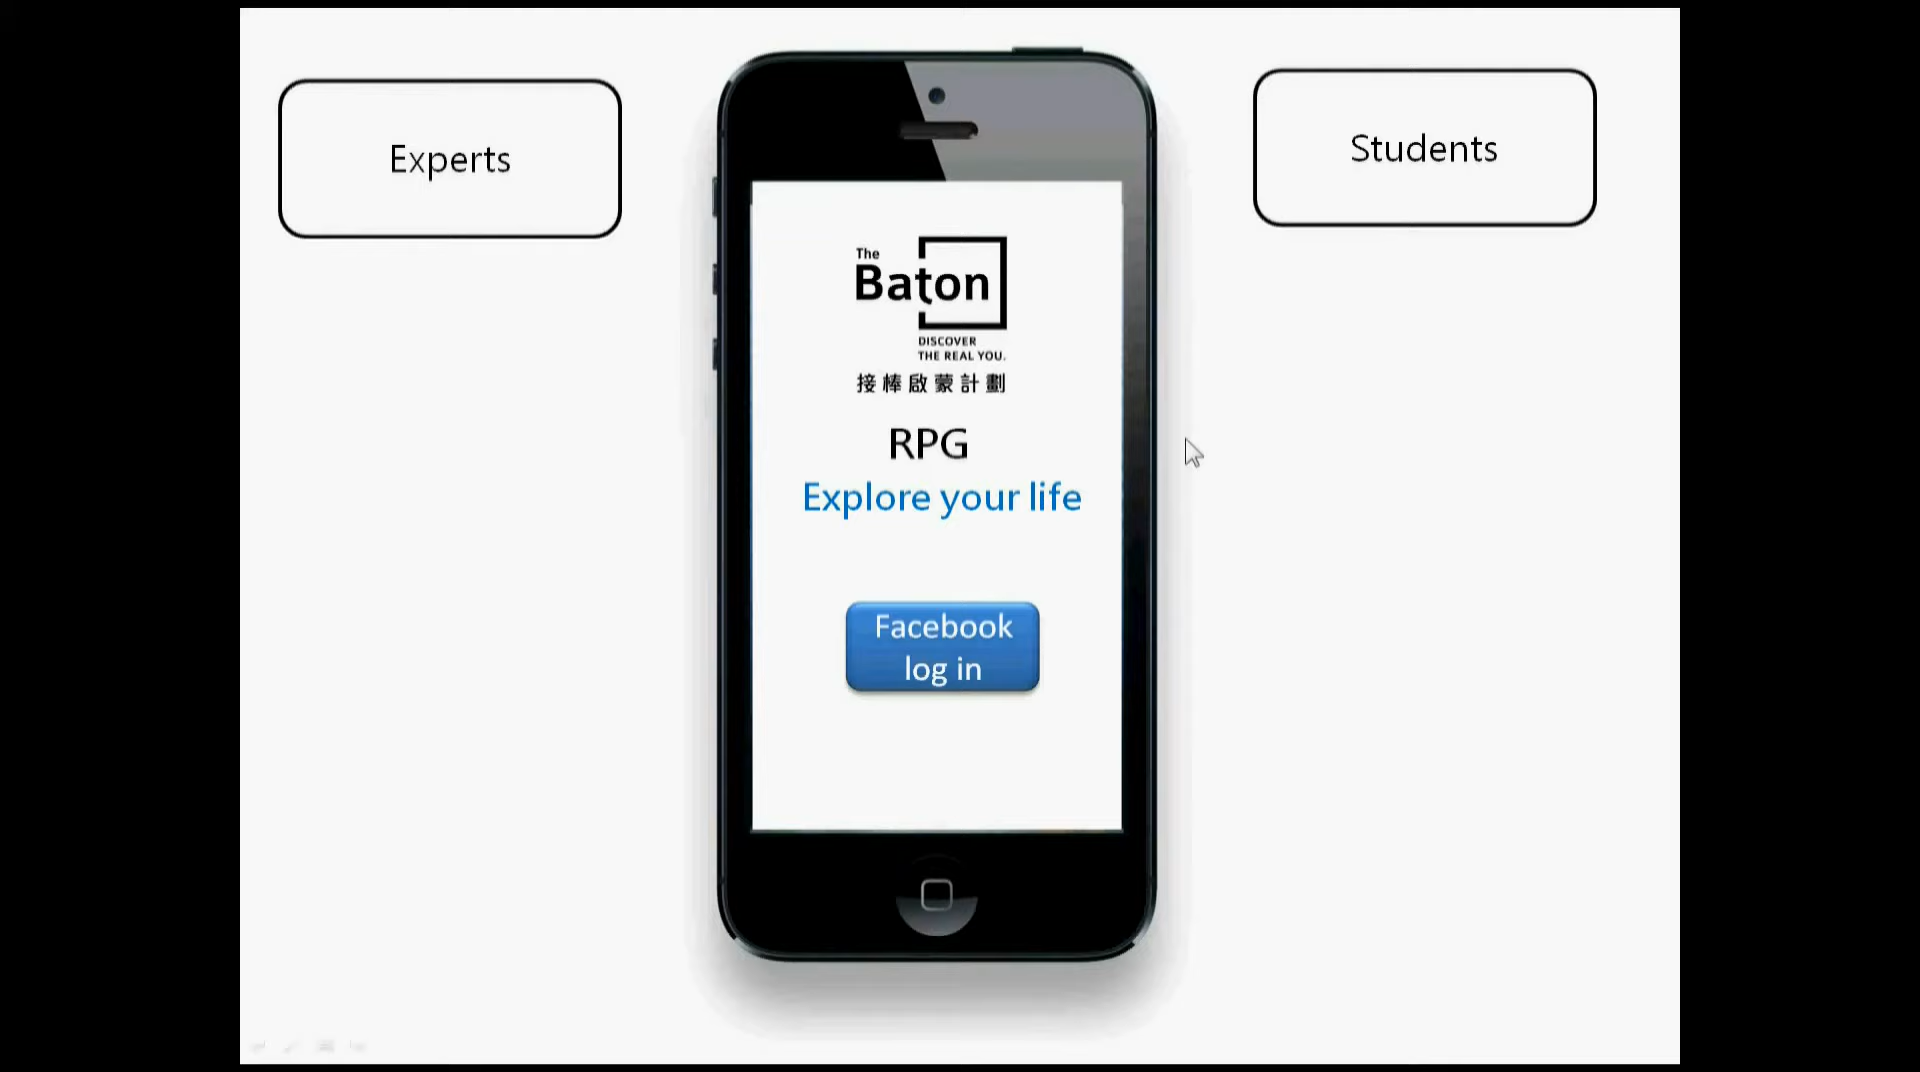 Experts
Students
The
Baton
DISCOVER
THE REAL YOU.
接棒啟蒙計劃
RPG
Explore your life
Facebook
log in